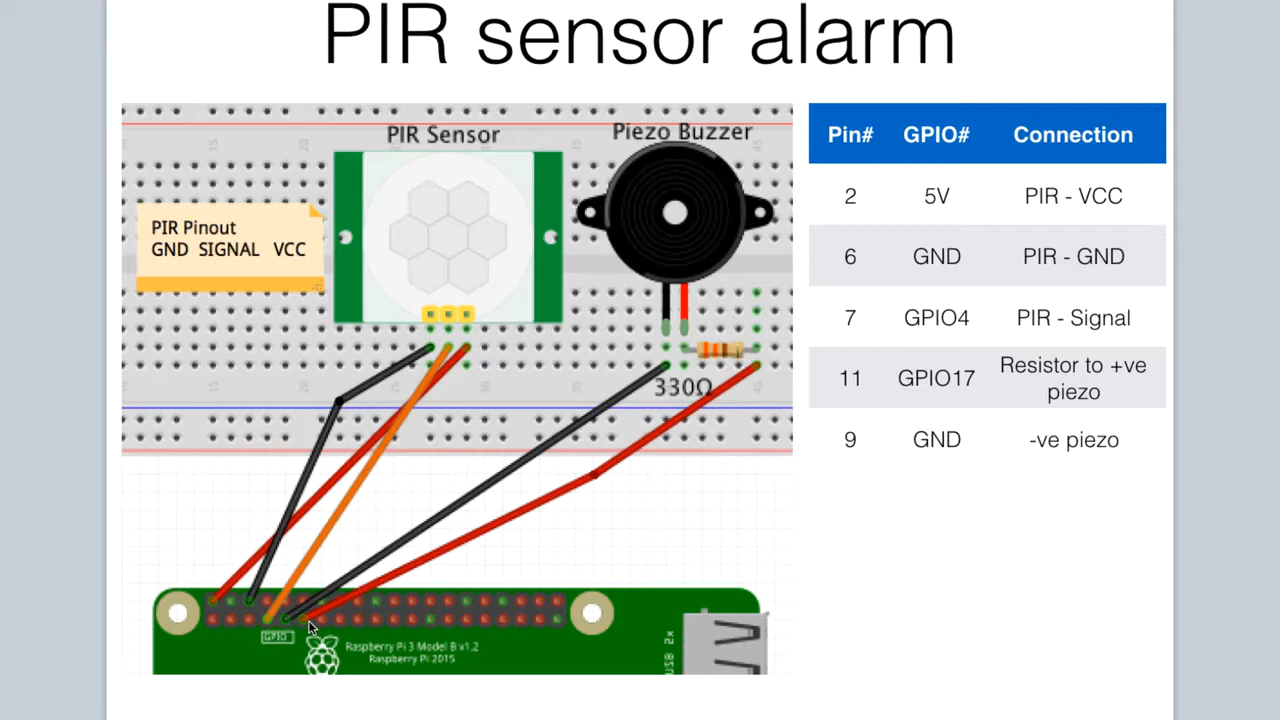 PIR sensor alarm
PIR Sensor
Piezo Buzzer
PIR Pinout
GND SIGNAL VCC
330Ω
GPIO
Raspberry Pi 3 Model B v1.2
Raspberry Pi 2015
USB 2x
Pin# GPIO# Connection
2 5V PIR - VCC
6 GND PIR - GND
7 GPIO4 PIR - Signal
11 GPIO17 Resistor to +ve
piezo
9 GND -ve piezo